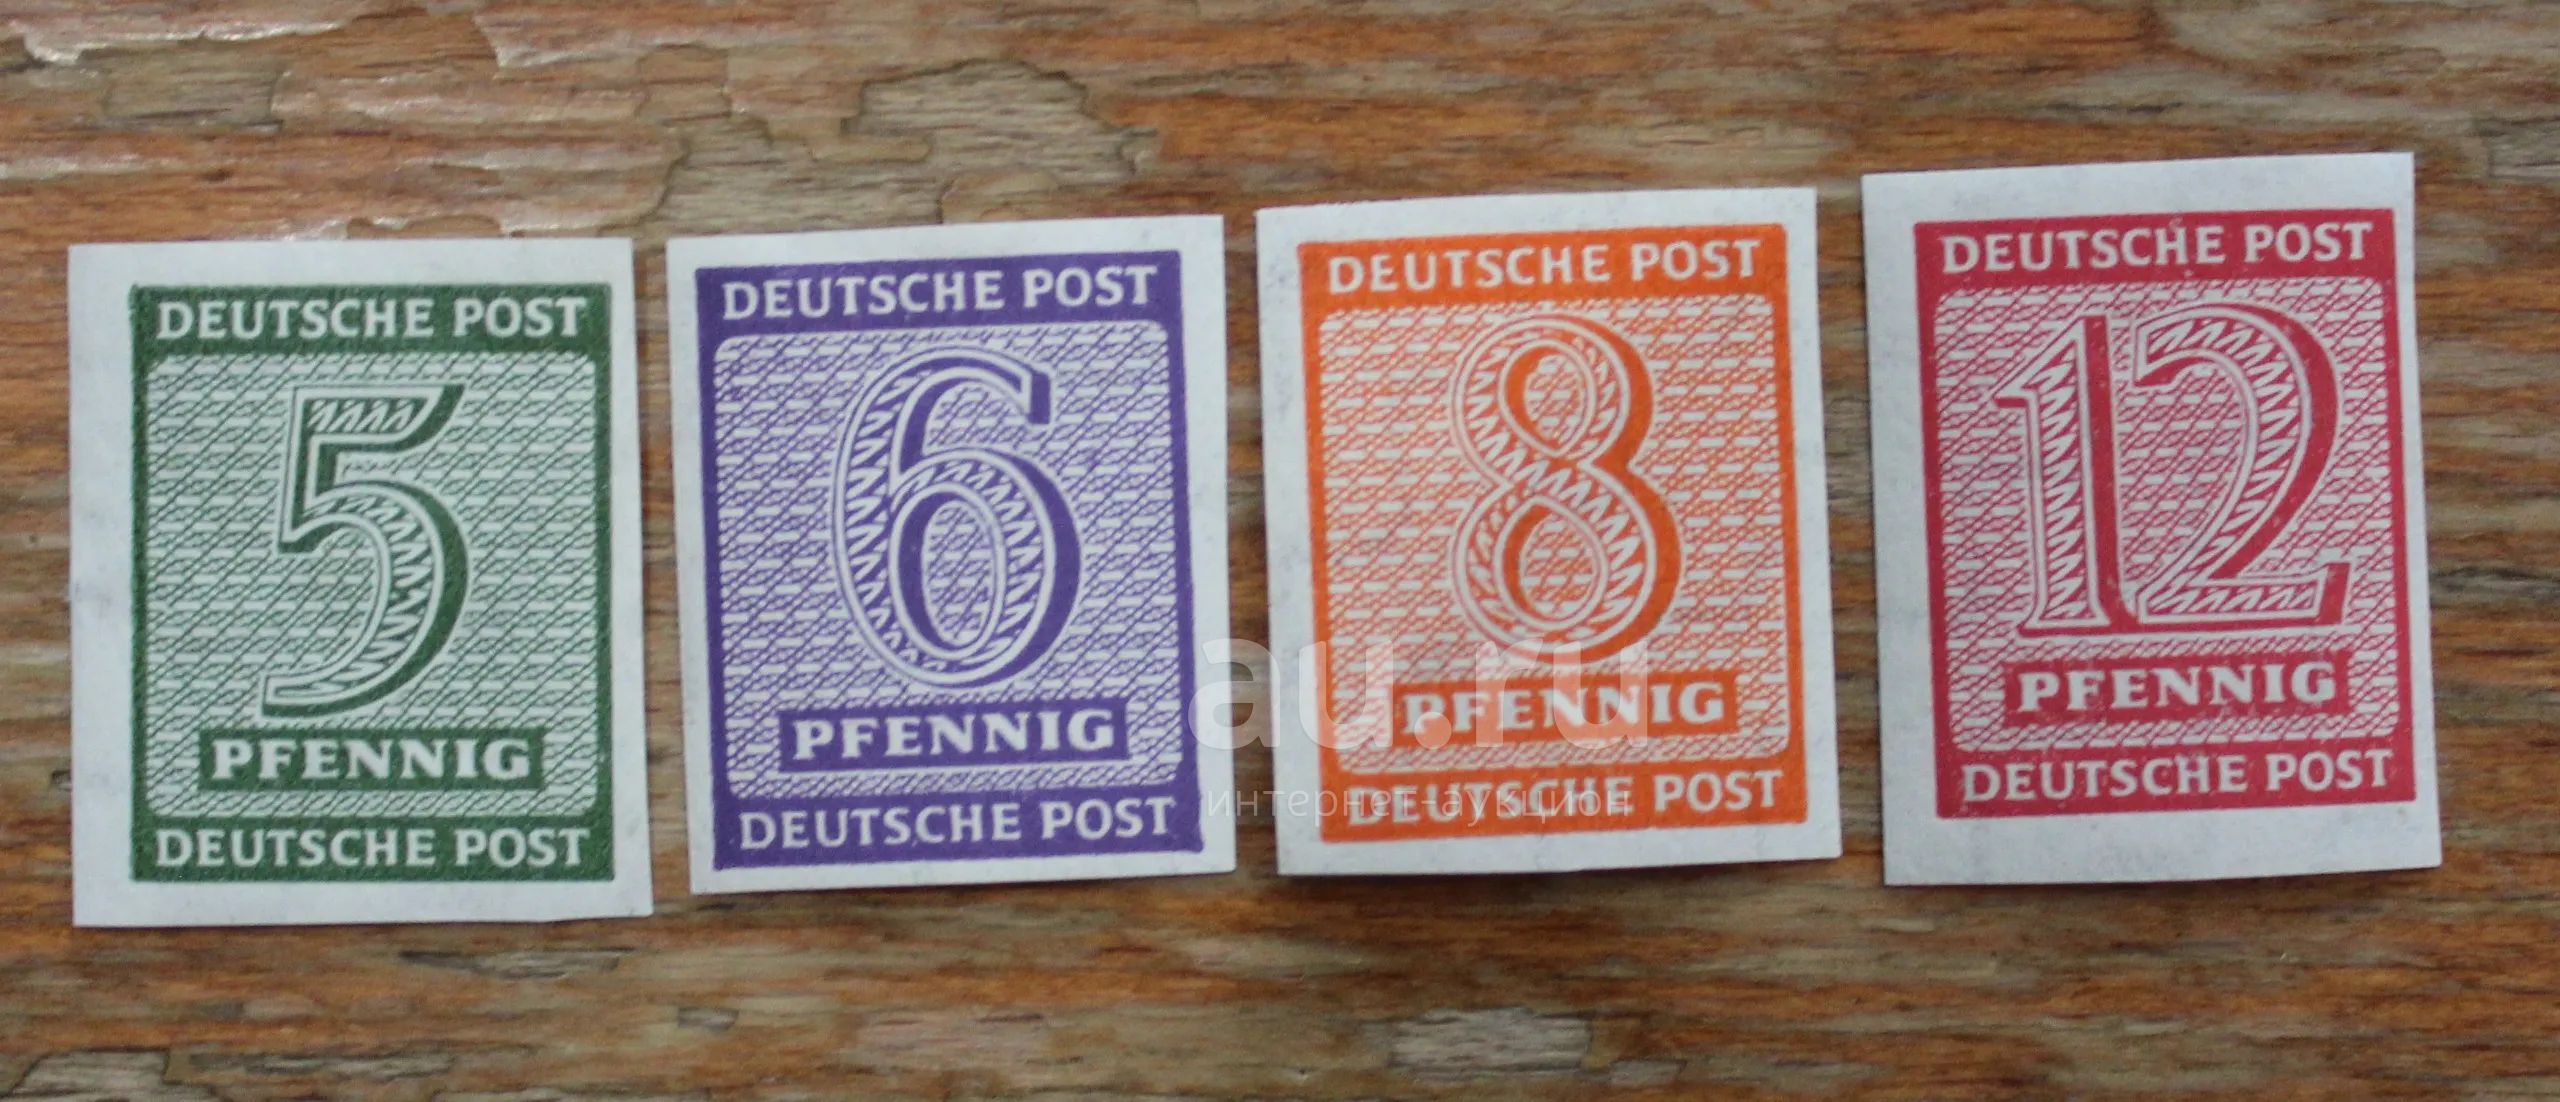 DEUTSCHE POST
5
PFENNIG
DEUTSCHE POST
DEUTSCHE POST
6
PFENNIG
DEUTSCHE POST
DEUTSCHE POST
8
PFENNIG
DEUTSCHE POST
DEUTSCHE POST
12
PFENNIG
DEUTSCHE POST
au.ru
интернет-аукцион